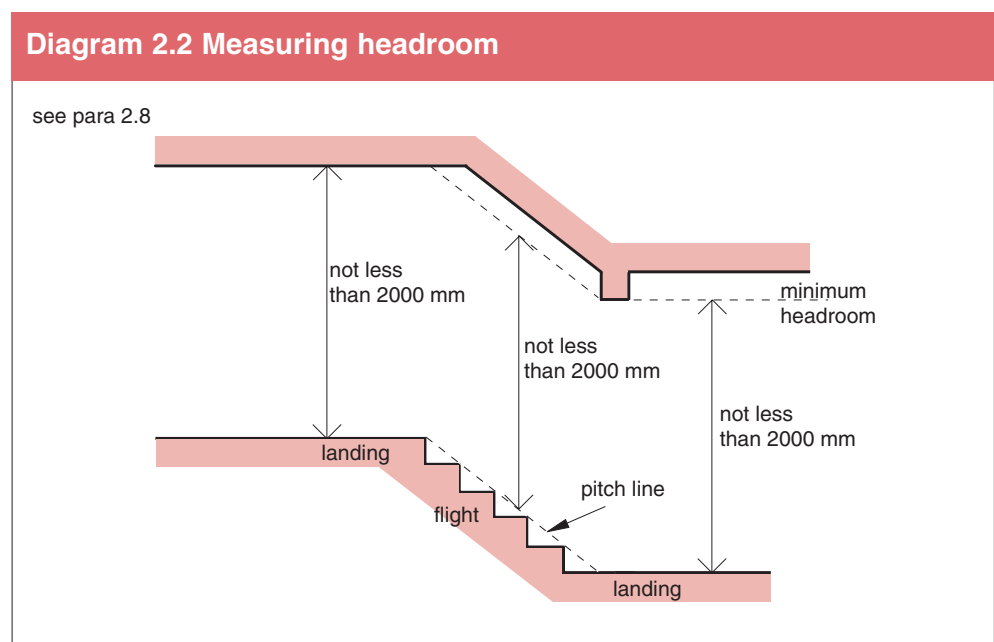 Diagram 2.2 Measuring headroom
see para 2.8
not less
than 2000 mm
not less
than 2000 mm
minimum
headroom
not less
than 2000 mm
landing
flight
pitch line
landing